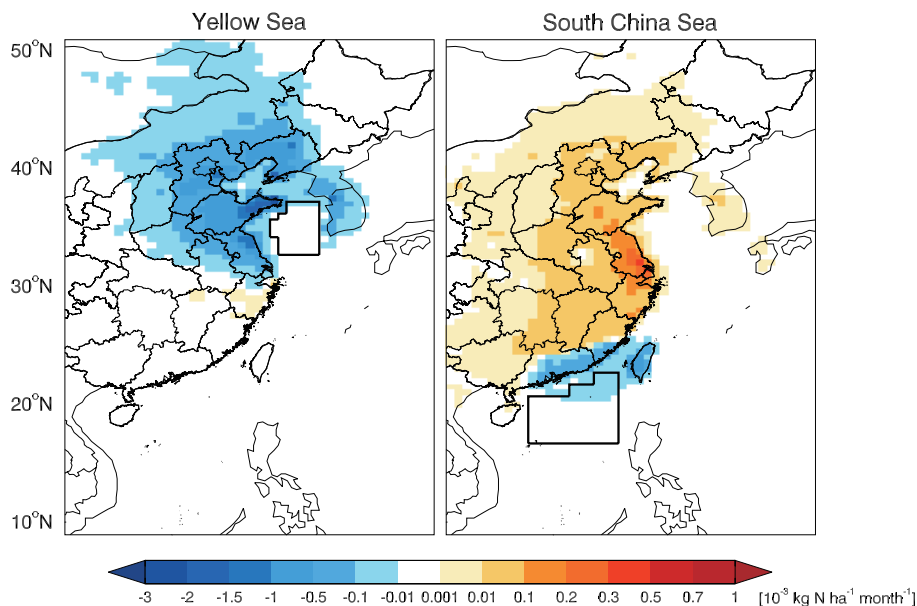 Yellow Sea
South China Sea
50°N
40°N
30°N
20°N
10°N
-3 -2 -1.5 -1 -0.5 -0.1 -0.01 0.001 0.01 0.1 0.2 0.3 0.5 0.7 1 [10⁻³ kg N ha⁻¹ month⁻¹]